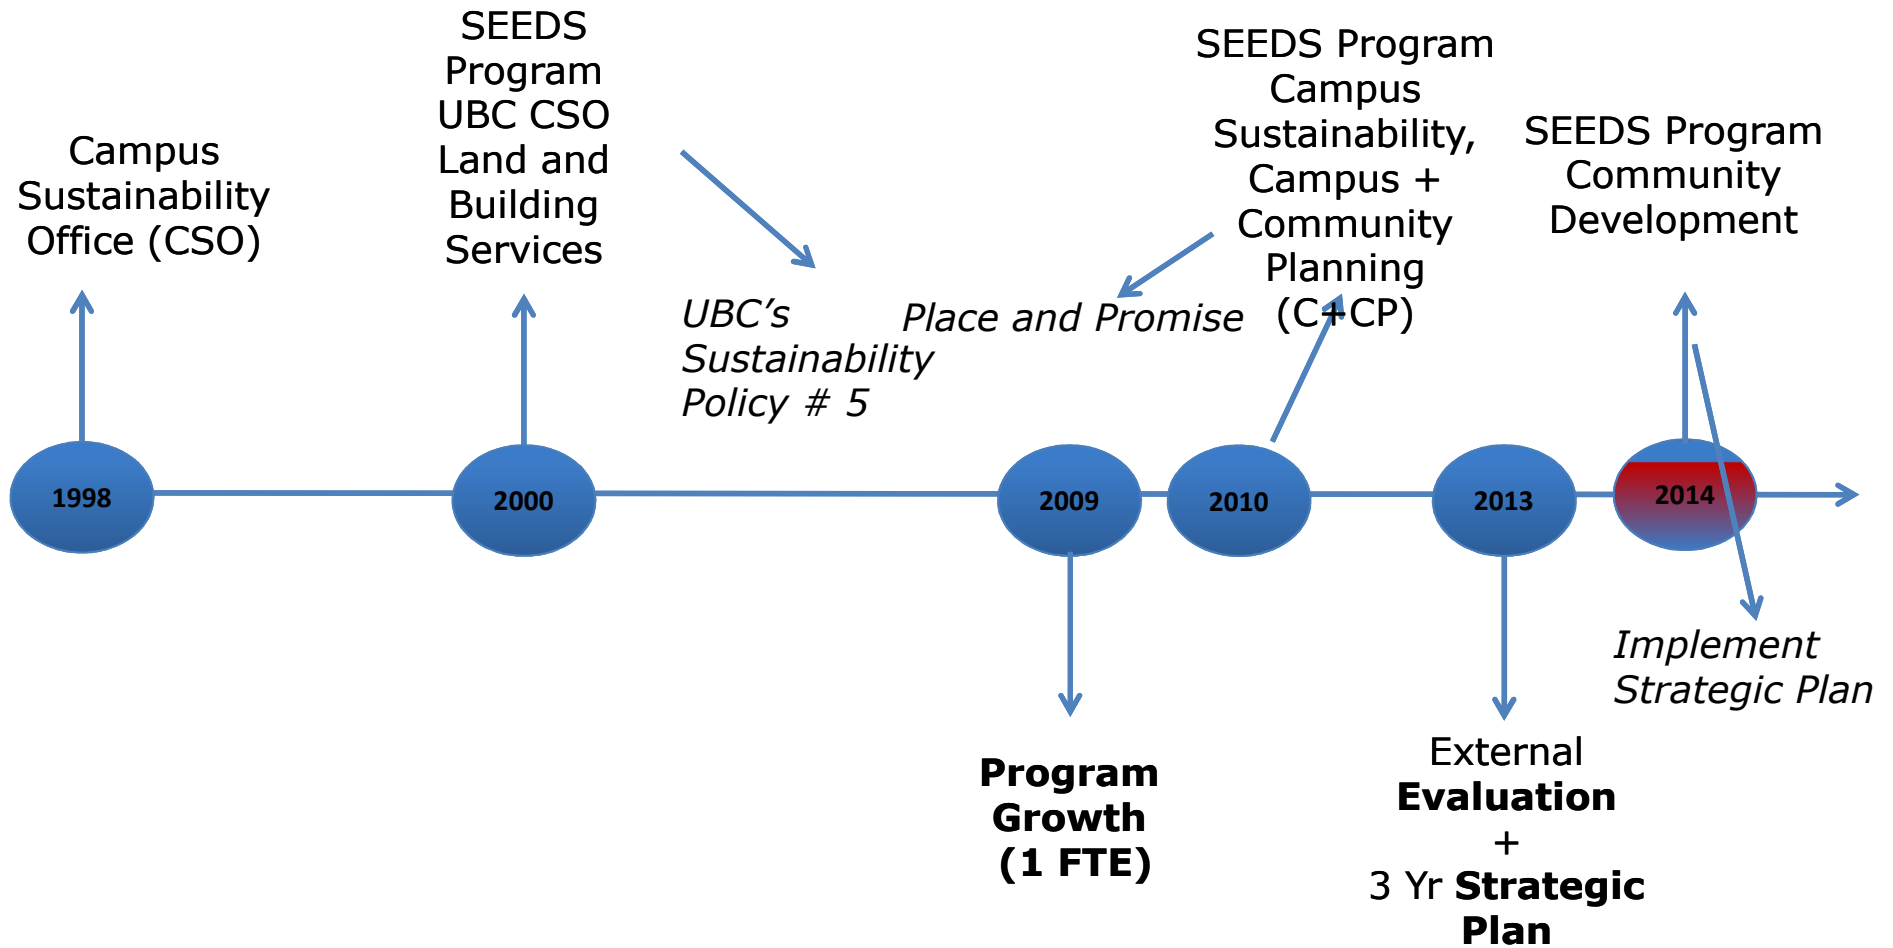 Campus
Sustainability
Office (CSO)
SEEDS
Program
UBC CSO
Land and
Building
Services
UBC’s
Sustainability
Policy # 5
Place and Promise
SEEDS Program
Campus
Sustainability,
Campus +
Community
Planning
(C+CP)
SEEDS Program
Community
Development
1998
2000
2009
2010
2013
2014
Program
Growth
(1 FTE)
External
Evaluation
+
3 Yr Strategic
Plan
Implement
Strategic Plan